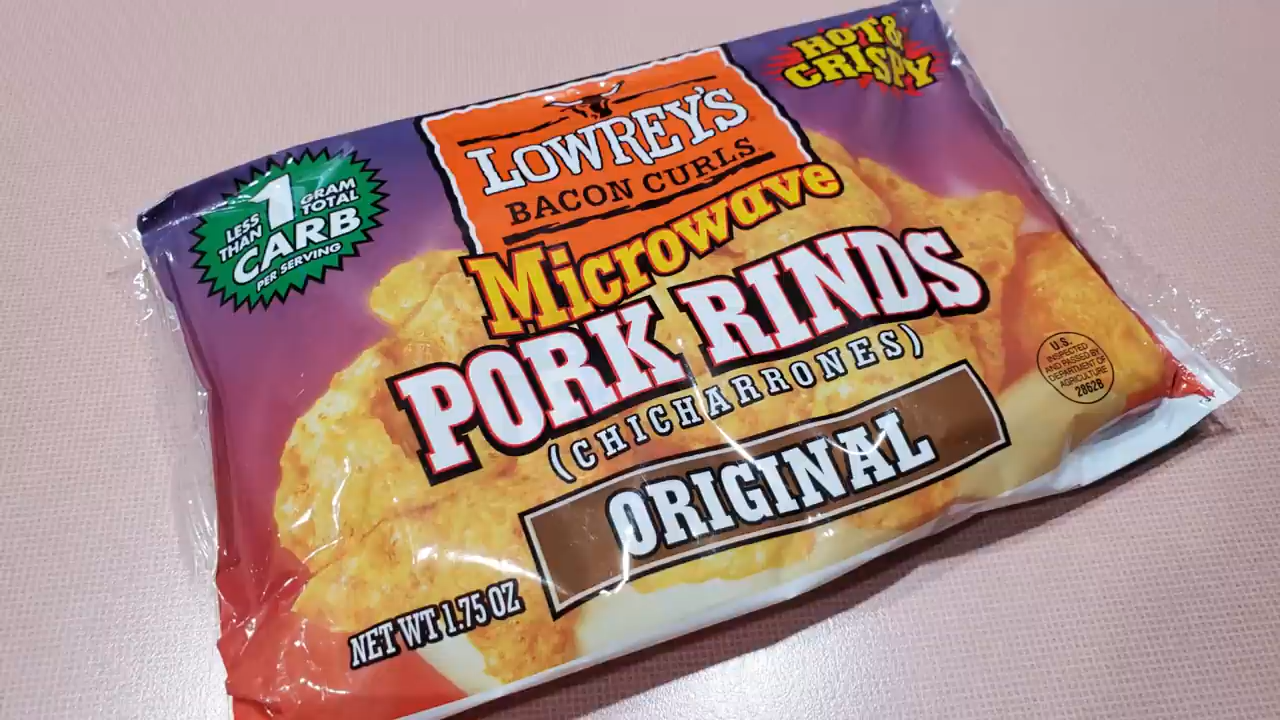 HOT &
CRISPY
LOWREY'S
BACON CURLS
LESS THAN 1 GRAM TOTAL
CARB
PER SERVING
Microwave
PORK RINDS
(CHICHARRONES)
ORIGINAL
U.S.
INSPECTED
AND PASSED BY
DEPARTMENT OF
AGRICULTURE
2862B
NET WT 1.75 OZ